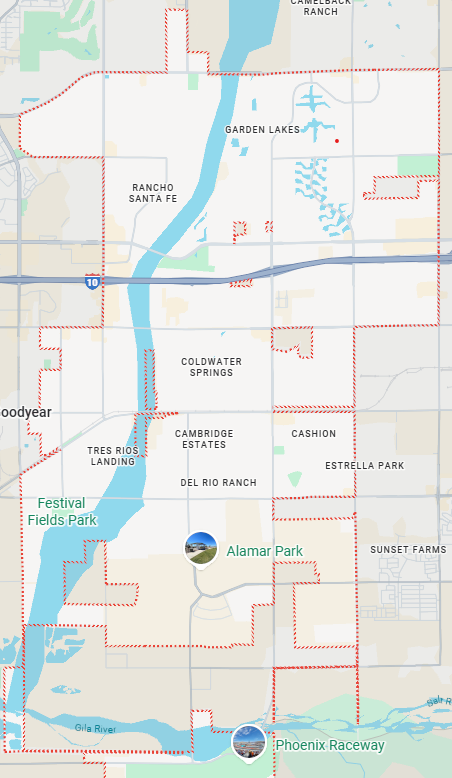 CAMELBACK
RANCH
GARDEN LAKES
RANCHO
SANTA FE
10
COLDWATER
SPRINGS
oodyear
CAMBRIDGE
ESTATES
CASHION
TRES RIOS
LANDING
ESTRELLA PARK
DEL RIO RANCH
Festival
Fields Park
Alamar Park
SUNSET FARMS
Salt R
Gila River
Phoenix Raceway